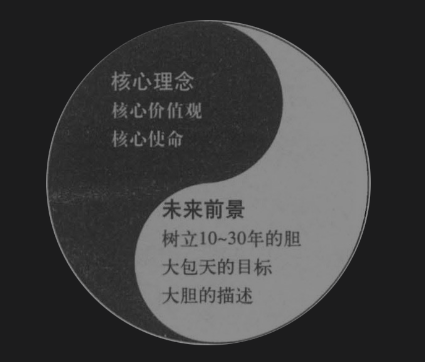 核心理念
核心价值观
核心使命
未来前景
树立10~30年的胆
大包天的目标
大胆的描述